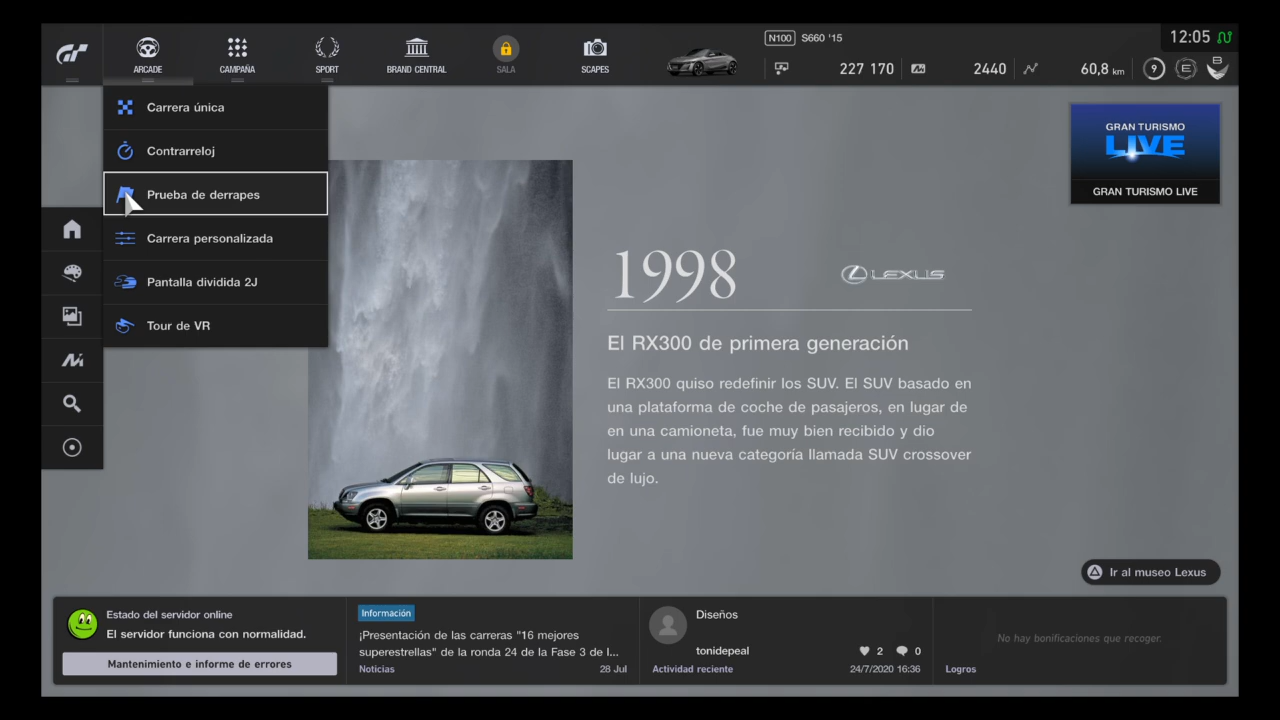 GT
ARCADE
CAMPAÑA
SPORT
BRAND CENTRAL
SALA
SCAPES
N100 S660 '15
227 170
2440
60,8 km
9
E
B
12:05
Carrera única
Contrarreloj
Prueba de derrapes
Carrera personalizada
Pantalla dividida 2J
Tour de VR
GRAN TURISMO
LIVE
GRAN TURISMO LIVE
1998
LEXUS
El RX300 de primera generación
El RX300 quiso redefinir los SUV. El SUV basado en
una plataforma de coche de pasajeros, en lugar de
en una camioneta, fue muy bien recibido y dio
lugar a una nueva categoría llamada SUV crossover
de lujo.
Ir al museo Lexus
Estado del servidor online
El servidor funciona con normalidad.
Mantenimiento e informe de errores
Información
¡Presentación de las carreras "16 mejores
superestrellas" de la ronda 24 de la Fase 3 de l...
Noticias
28 Jul
Diseños
tonidepeal
2
0
Actividad reciente
24/7/2020 16:36
No hay bonificaciones que recoger.
Logros